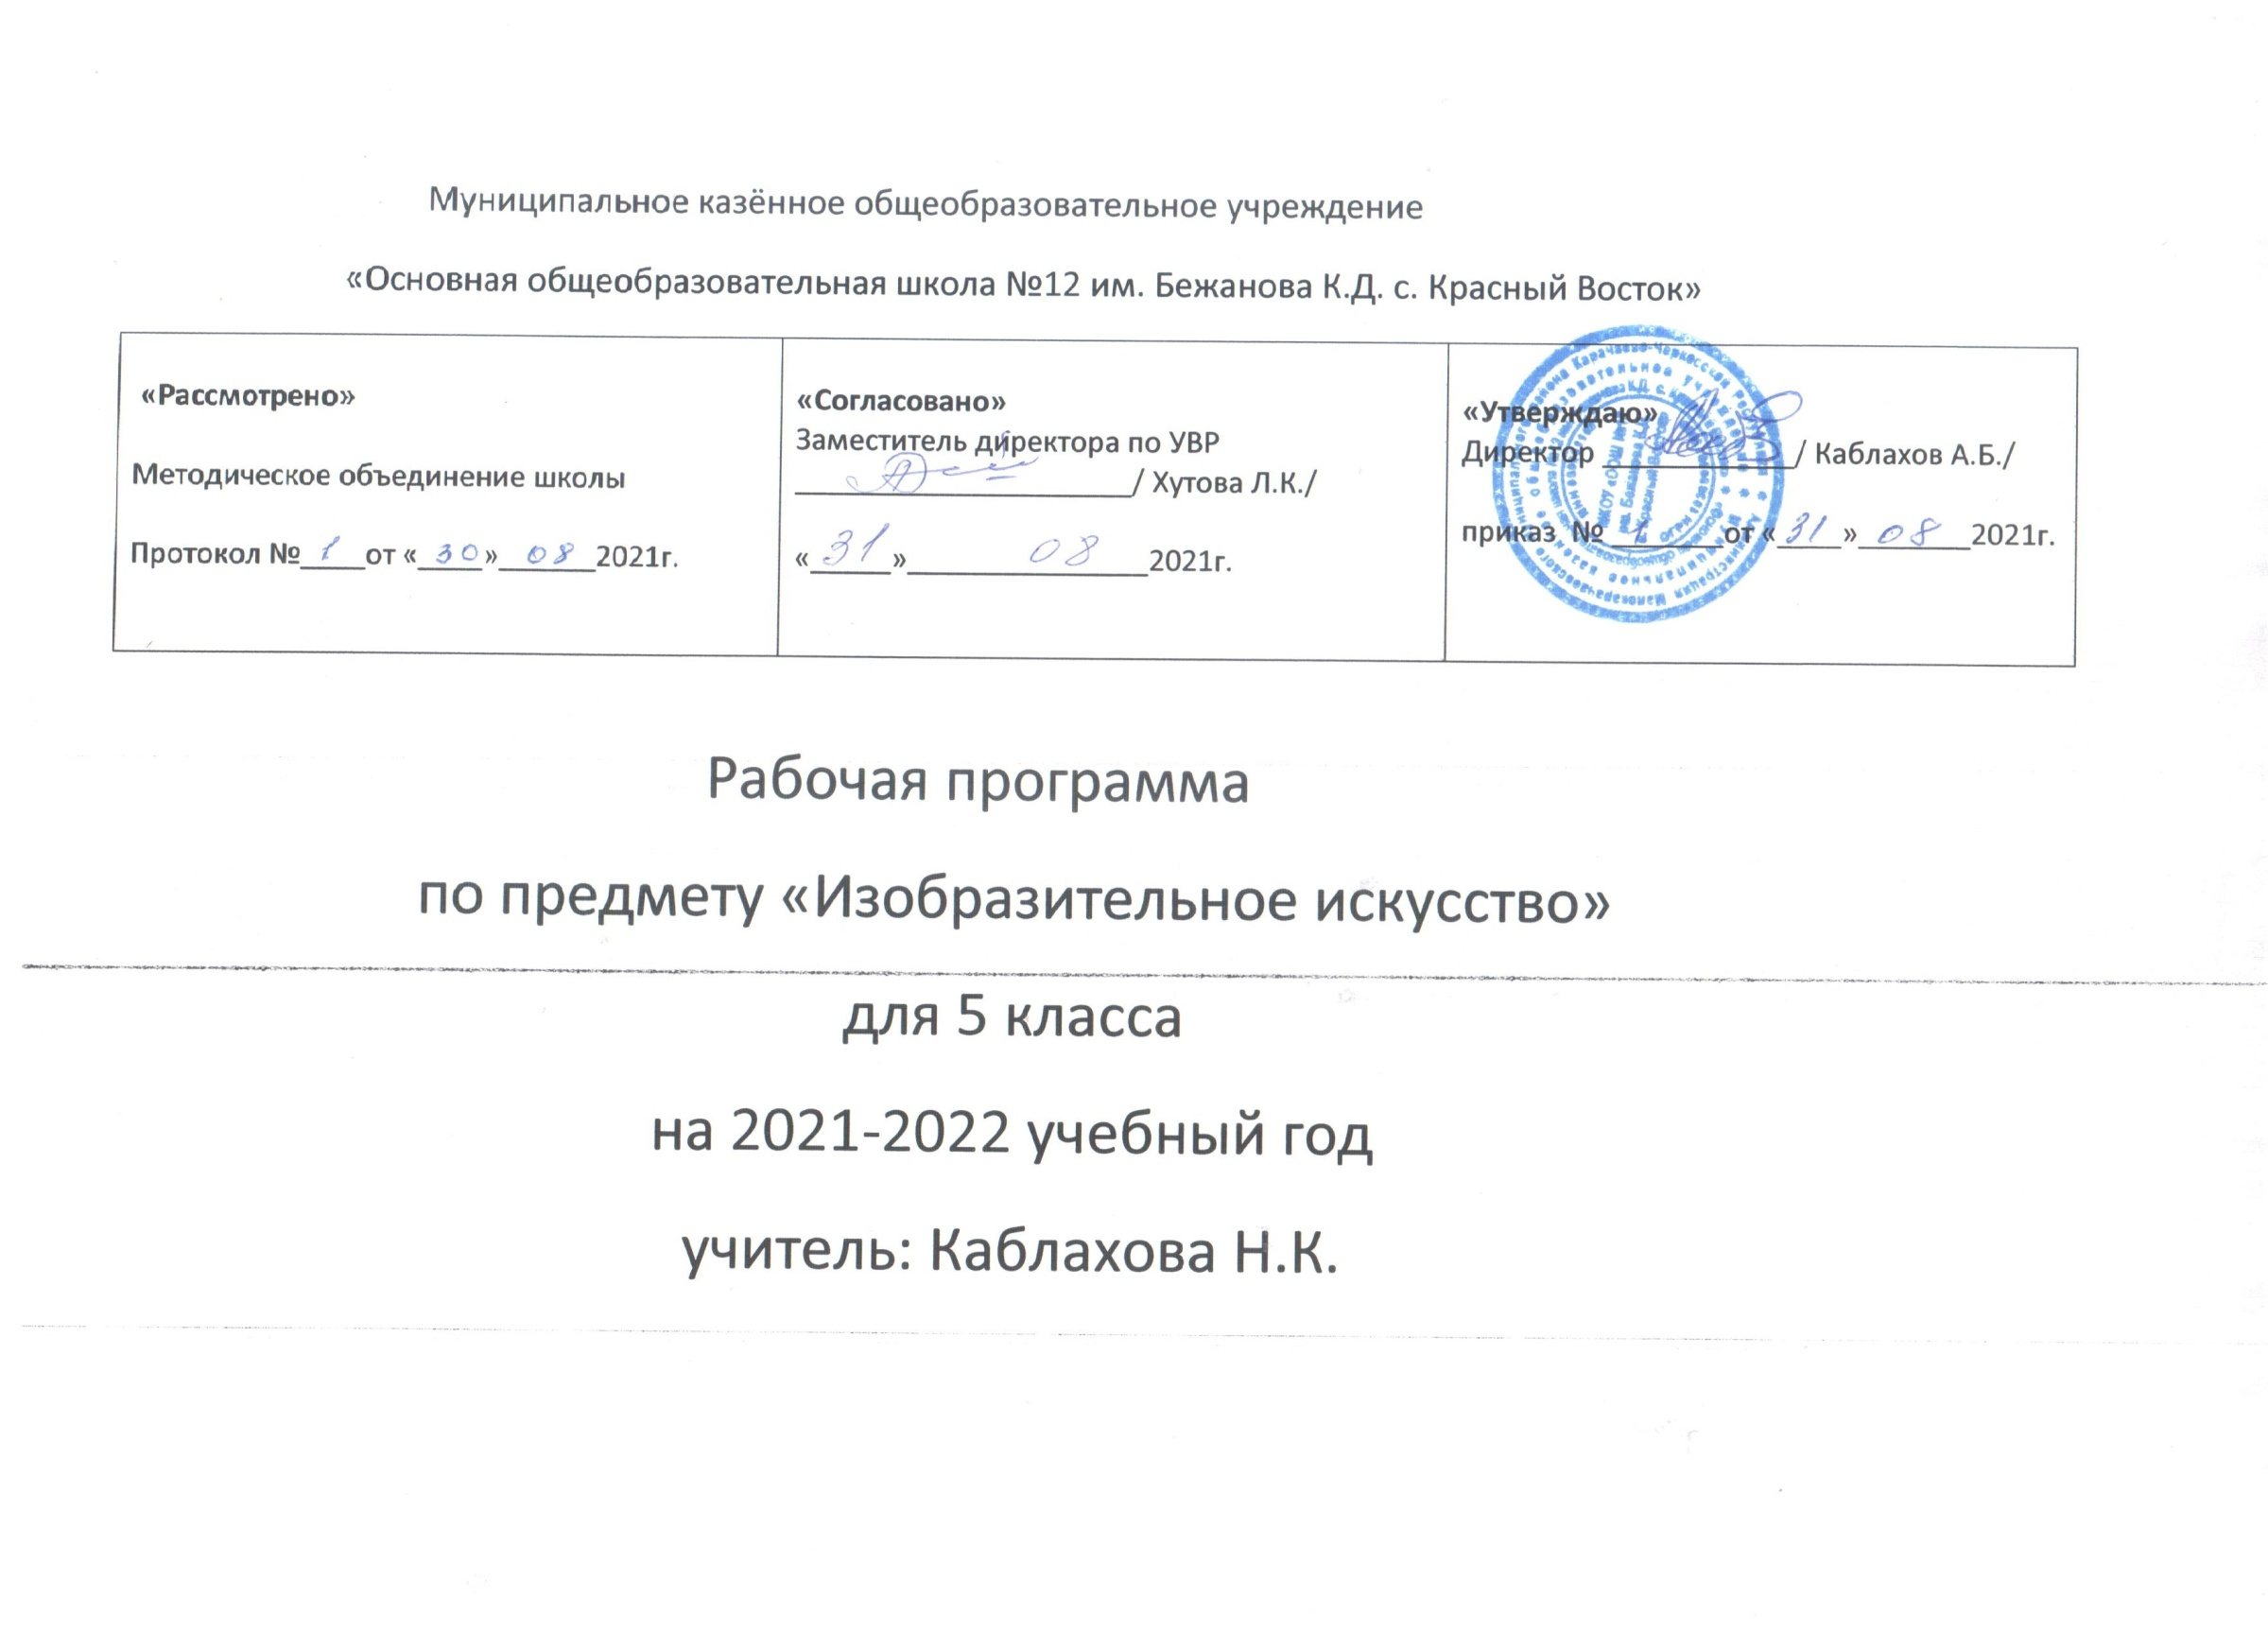 Муниципальное казённое общеобразовательное учреждение
«Основная общеобразовательная школа №12 им. Бежанова К.Д. с. Красный Восток»
«Рассмотрено»
Методическое объединение школы
Протокол № 1 от « 30 » 08 2021г.
«Согласовано»
Заместитель директора по УВР
/ Хутова Л.К./
« 31 » 08 2021г.
«Утверждаю»
Директор / Каблахов А.Б./
приказ № 1 от « 31 » 08 2021г.
Рабочая программа
по предмету «Изобразительное искусство»
для 5 класса
на 2021-2022 учебный год
учитель: Каблахова Н.К.